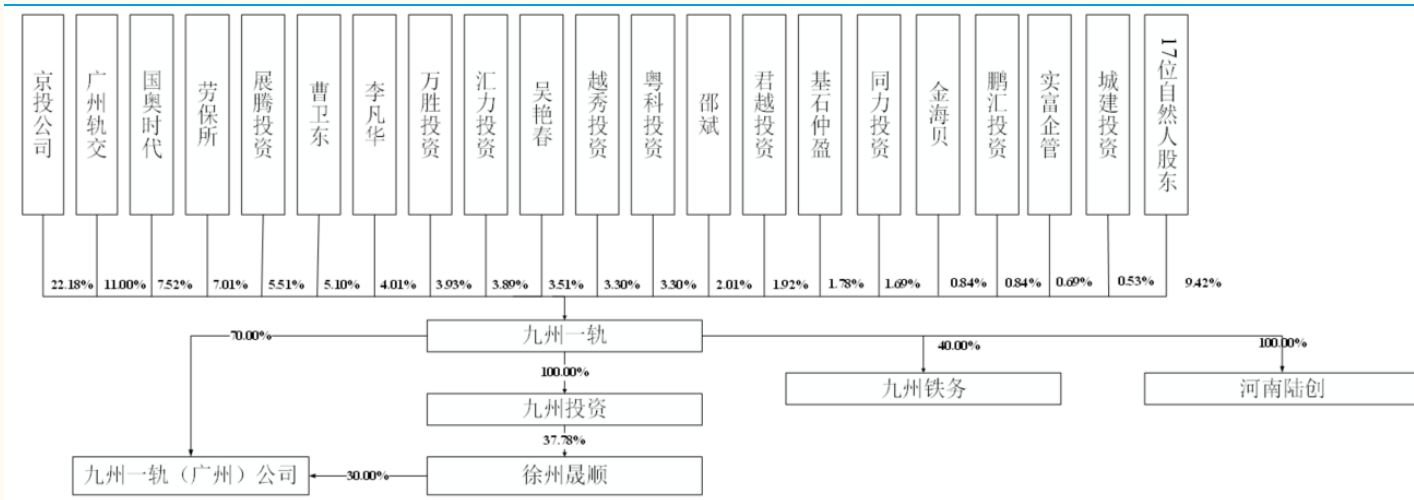 京投公司
广州轨交
国奥时代
劳保所
展腾投资
曹卫东
李凡华
万胜投资
汇力投资
吴艳春
越秀投资
粤科投资
邵斌
君越投资
基石仲盈
同力投资
金海贝
鹏汇投资
实富企管
城建投资
17位自然人股东
22.18%
11.00%
7.52%
7.01%
5.51%
5.10%
4.01%
3.93%
3.89%
3.51%
3.30%
3.30%
2.01%
1.92%
1.78%
1.69%
0.84%
0.84%
0.69%
0.53%
9.42%
九州一轨
70.00%
40.00%
100.00%
100.00%
九州铁务
河南陆创
九州投资
37.78%
九州一轨（广州）公司
30.00%
徐州晟顺